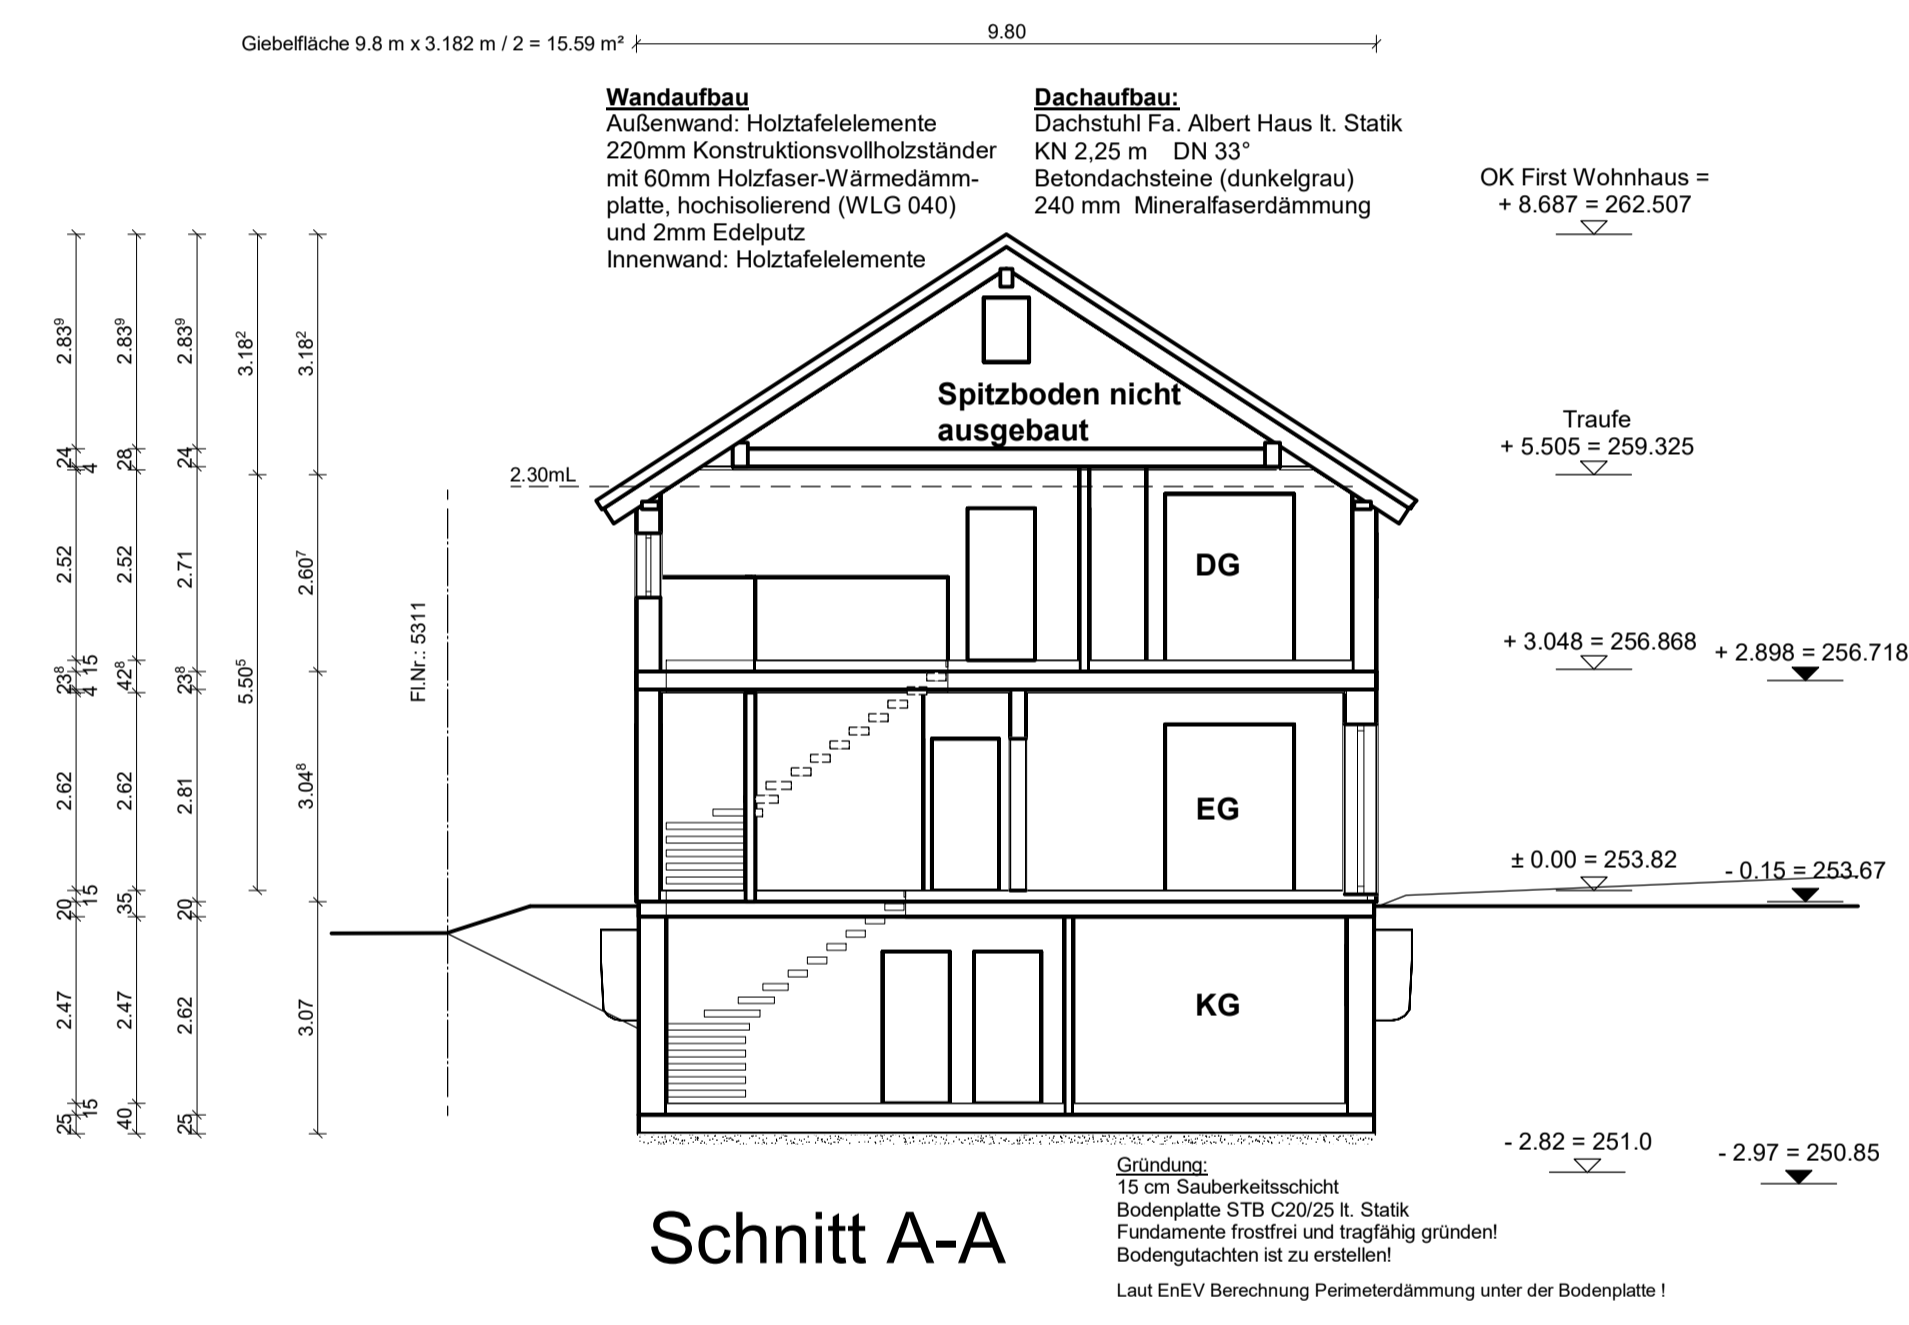 Giebelfläche 9.8 m x 3.182 m / 2 = 15.59 m²
9.80
Wandaufbau
Außenwand: Holztafelelemente
220mm Konstruktionsvollholzständer
mit 60mm Holzfaser-Wärmedämm-
platte, hochisolierend (WLG 040)
und 2mm Edelputz
Innenwand: Holztafelelemente
Dachaufbau:
Dachstuhl Fa. Albert Haus lt. Statik
KN 2,25 m DN 33°
Betondachsteine (dunkelgrau)
240 mm Mineralfaserdämmung
OK First Wohnhaus =
+ 8.687 = 262.507
Traufe
+ 5.505 = 259.325
+ 3.048 = 256.868
+ 2.898 = 256.718
± 0.00 = 253.82
- 0.15 = 253.67
- 2.82 = 251.0
- 2.97 = 250.85
2.83⁹
24
4
2.52
15
23⁸
4
2.62
15
20
2.47
15
25
2.83⁹
28
2.52
42⁸
2.62
35
2.47
40
2.83⁹
24
2.71
23⁸
2.81
20
2.62
25
3.18²
5.50⁵
3.18²
2.60⁷
3.04⁸
3.07
Fl.Nr.: 5311
2.30mL
Spitzboden nicht
ausgebaut
DG
EG
KG
Schnitt A-A
Gründung:
15 cm Sauberkeitsschicht
Bodenplatte STB C20/25 lt. Statik
Fundamente frostfrei und tragfähig gründen!
Bodengutachten ist zu erstellen!
Laut EnEV Berechnung Perimeterdämmung unter der Bodenplatte !